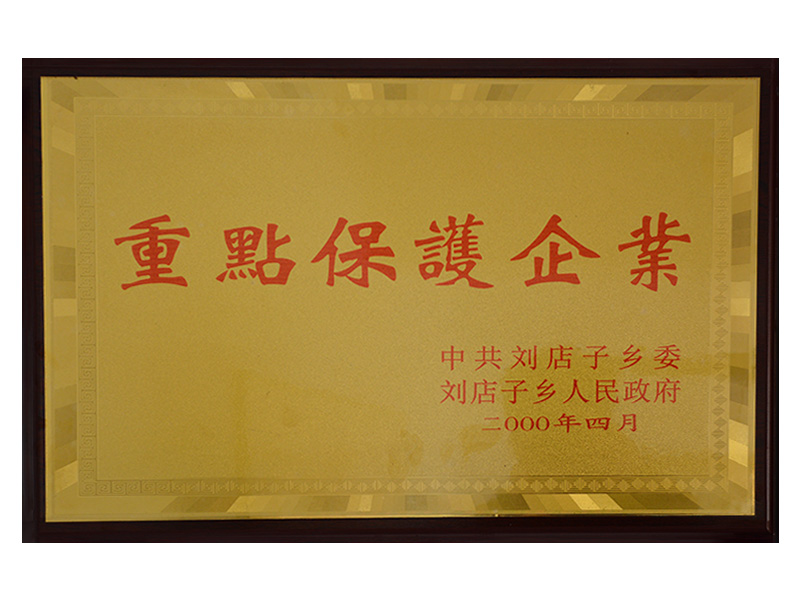 重點保護企業
中共刘店子乡委
刘店子乡人民政府
二000年四月